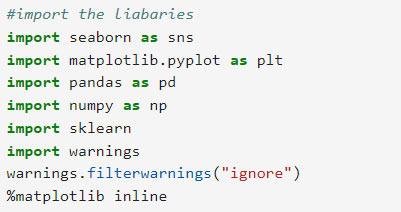 #import the liabaries
import seaborn as sns
import matplotlib.pyplot as plt
import pandas as pd
import numpy as np
import sklearn
import warnings
warnings.filterwarnings("ignore")
%matplotlib inline